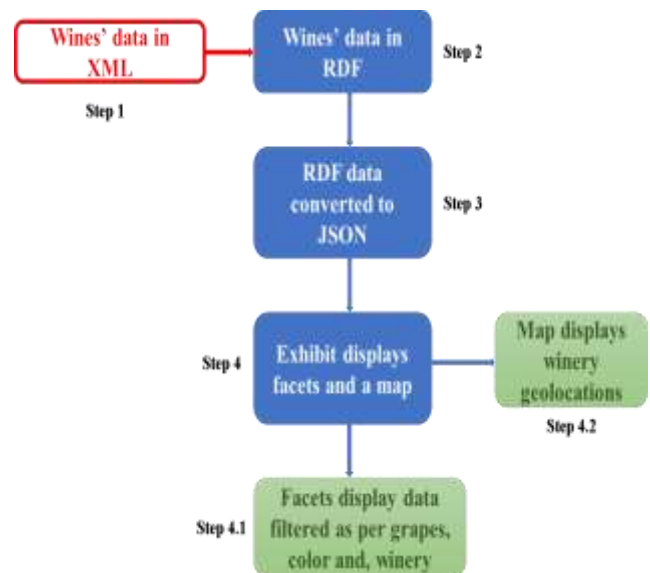 Wines’ data in
XML
Step 1
Wines’ data in
RDF
Step 2
RDF data
converted to
JSON
Step 3
Step 4
Exhibit displays
facets and a map
Map displays
winery
geolocations
Step 4.2
Step 4.1
Facets display data
filtered as per grapes,
color and, winery